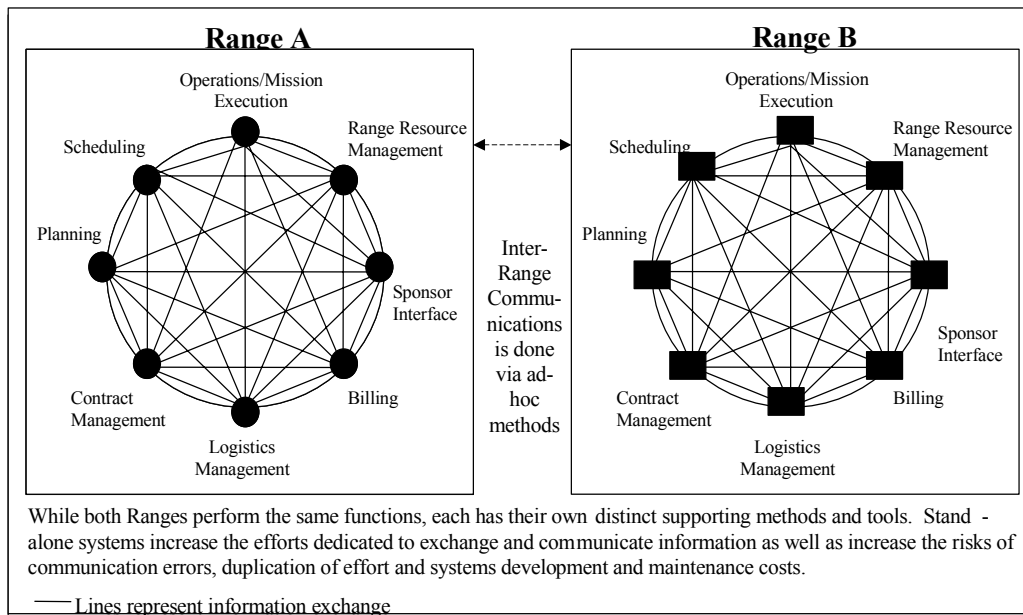 Range A
Operations/Mission
Execution
Scheduling
Range Resource
Management
Planning
Sponsor
Interface
Contract
Management
Billing
Logistics
Management
Inter-
Range
Commu-
nications
is done
via ad-
hoc
methods
Range B
Operations/Mission
Execution
Scheduling
Range Resource
Management
Planning
Sponsor
Interface
Contract
Management
Billing
Logistics
Management
While both Ranges perform the same functions, each has their own distinct supporting methods and tools. Stand -
alone systems increase the efforts dedicated to exchange and communicate information as well as increase the risks of
communication errors, duplication of effort and systems development and maintenance costs.
Lines represent information exchange